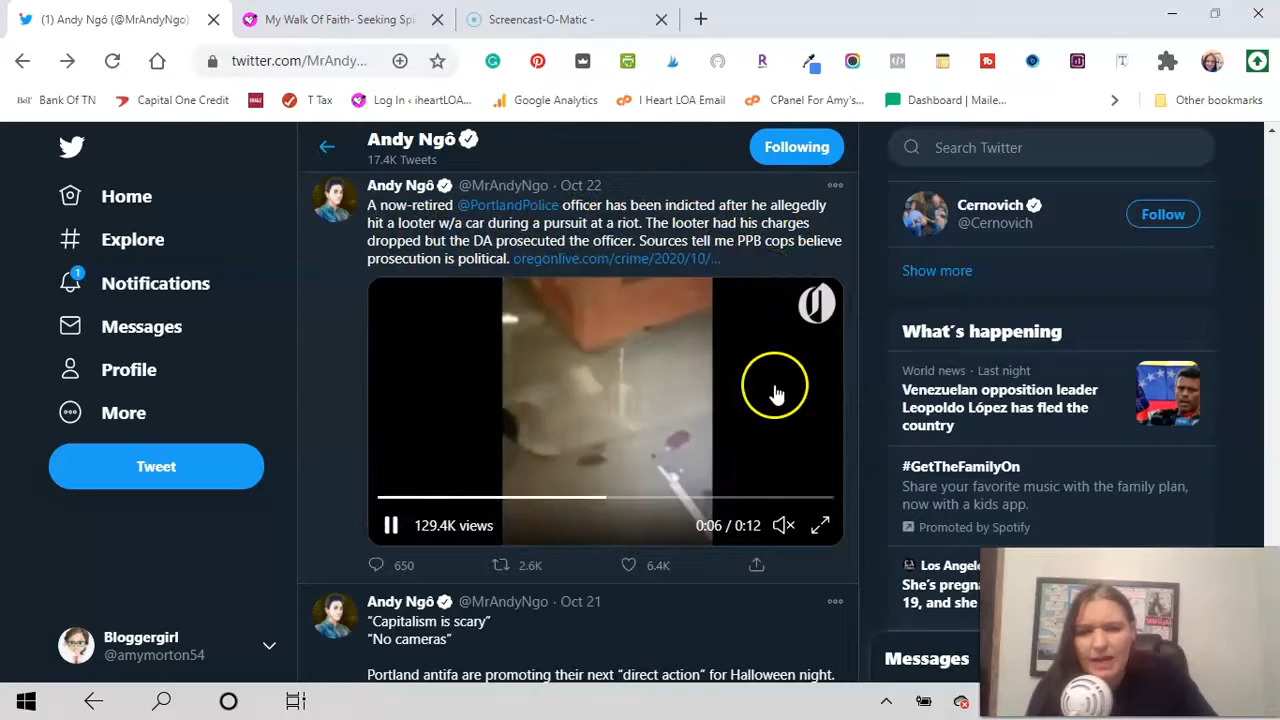 (1) Andy Ngô (@MrAndyNgo)
My Walk Of Faith- Seeking Spi
Screencast-O-Matic -
twitter.com/MrAndy...
Bank Of TN
Capital One Credit
T Tax
Log In ‹ iheartLOA...
Google Analytics
I Heart LOA Email
CPanel For Amy's...
Dashboard | Maile...
Other bookmarks
Home
Explore
1
Notifications
Messages
Profile
More
Tweet
Bloggergirl
@amymorton54
Andy Ngô
17.4K Tweets
Following
Andy Ngô @MrAndyNgo · Oct 22
A now-retired @PortlandPolice officer has been indicted after he allegedly
hit a looter w/a car during a pursuit at a riot. The looter had his charges
dropped but the DA prosecuted the officer. Sources tell me PPB cops believe
prosecution is political. oregonlive.com/crime/2020/10/...
129.4K views
0:06 / 0:12
650
2.6K
6.4K
Andy Ngô @MrAndyNgo · Oct 21
“Capitalism is scary”
“No cameras”
Portland antifa are promoting their next “direct action” for Halloween night.
Search Twitter
Cernovich
@Cernovich
Follow
Show more
What's happening
World news · Last night
Venezuelan opposition leader
Leopoldo López has fled the
country
#GetTheFamilyOn
Share your favorite music with the family plan,
now with a kids app.
Promoted by Spotify
Los Angele
She's pregn
19, and she
Messages